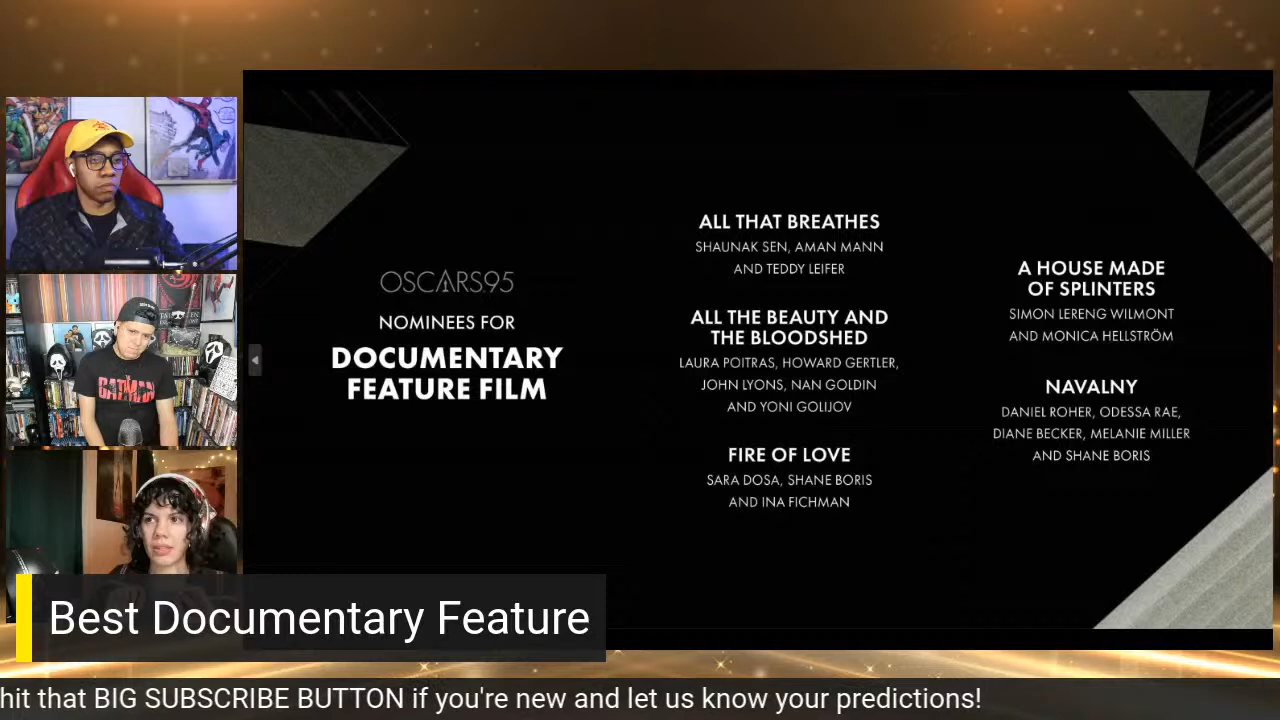 OSCARS95
NOMINEES FOR
DOCUMENTARY
FEATURE FILM
ALL THAT BREATHES
SHAUNAK SEN, AMAN MANN
AND TEDDY LEIFER
ALL THE BEAUTY AND
THE BLOODSHED
LAURA POITRAS, HOWARD GERTLER,
JOHN LYONS, NAN GOLDIN
AND YONI GOLIJOV
FIRE OF LOVE
SARA DOSA, SHANE BORIS
AND INA FICHMAN
A HOUSE MADE
OF SPLINTERS
SIMON LERENG WILMONT
AND MONICA HELLSTRÖM
NAVALNY
DANIEL ROHER, ODESSA RAE,
DIANE BECKER, MELANIE MILLER
AND SHANE BORIS
BATMAN
Best Documentary Feature
hit that BIG SUBSCRIBE BUTTON if you're new and let us know your predictions!